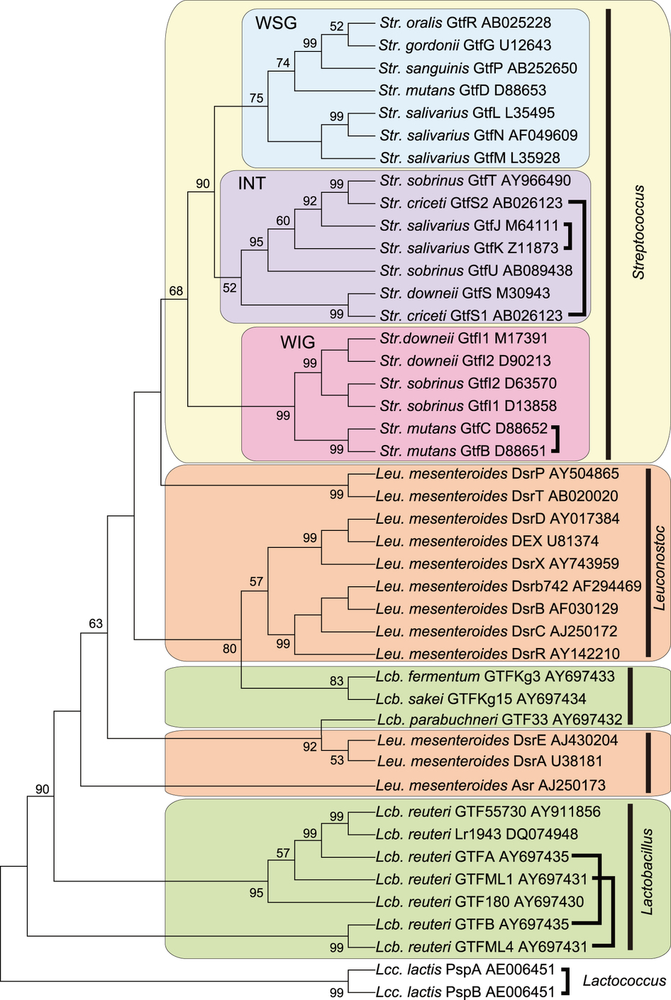 WSG
52
Str. oralis GtfR AB025228
99
Str. gordonii GtfG U12643
74
Str. sanguinis GtfP AB252650
75
Str. mutans GtfD D88653
99
Str. salivarius GtfL L35495
Str. salivarius GtfN AF049609
Str. salivarius GtfM L35928
90
INT
99
Str. sobrinus GtfT AY966490
92
Str. criceti GtfS2 AB026123
60
Str. salivarius GtfJ M64111
95
Str. salivarius GtfK Z11873
Str. sobrinus GtfU AB089438
52
Str. downeii GtfS M30943
99
Str. criceti GtfS1 AB026123
Streptococcus
68
WIG
Str.downeii GtfI1 M17391
99
Str. downeii GtfI2 D90213
Str. sobrinus GtfI2 D63570
99
Str. sobrinus GtfI1 D13858
Str. mutans GtfC D88652
99
Str. mutans GtfB D88651
Leu. mesenteroides DsrP AY504865
99
Leu. mesenteroides DsrT AB020020
Leu. mesenteroides DsrD AY017384
99
Leu. mesenteroides DEX U81374
Leu. mesenteroides DsrX AY743959
57
Leu. mesenteroides Dsrb742 AF294469
Leu. mesenteroides DsrB AF030129
63
Leu. mesenteroides DsrC AJ250172
80
99
Leu. mesenteroides DsrR AY142210
Leuconostoc
83
Lcb. fermentum GTFKg3 AY697433
Lcb. sakei GTFKg15 AY697434
Lcb. parabuchneri GTF33 AY697432
92
Leu. mesenteroides DsrE AJ430204
53
Leu. mesenteroides DsrA U38181
90
Leu. mesenteroides Asr AJ250173
99
Lcb. reuteri GTF55730 AY911856
99
Lcb. reuteri Lr1943 DQ074948
57
Lcb. reuteri GTFA AY697435
95
Lcb. reuteri GTFML1 AY697431
Lcb. reuteri GTF180 AY697430
Lcb. reuteri GTFB AY697435
99
Lcb. reuteri GTFML4 AY697431
Lactobacillus
Lcc. lactis PspA AE006451
99
Lcc. lactis PspB AE006451
Lactococcus